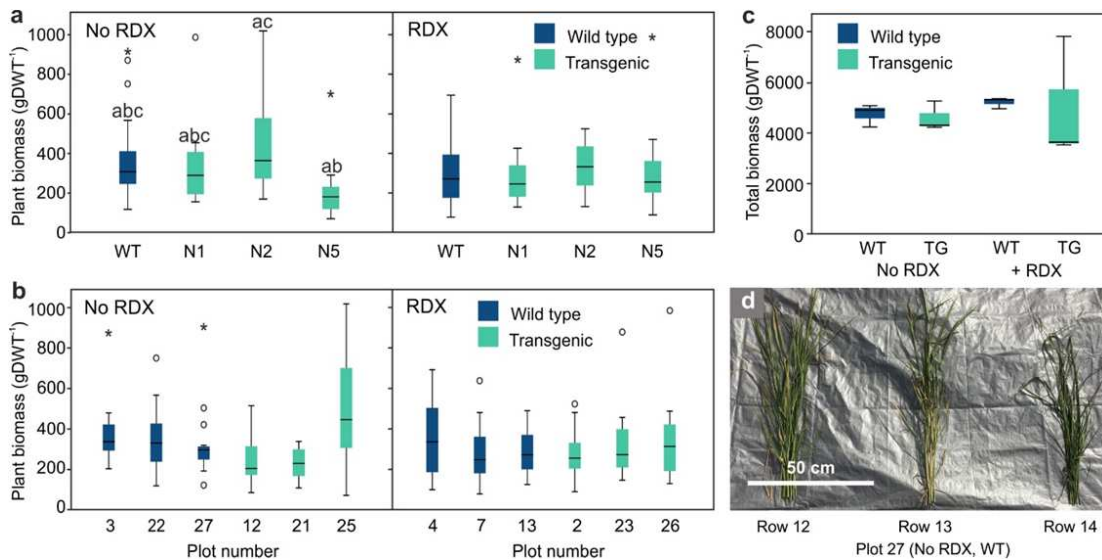 a
No RDX
RDX
Wild type
Transgenic
Plant biomass (gDWT⁻¹)
1000
800
600
400
200
0
abc
abc
ac
ab
WT N1 N2 N5
WT N1 N2 N5
b
No RDX
RDX
Wild type
Transgenic
Plant biomass (gDWT⁻¹)
1000
800
600
400
200
0
3 22 27 12 21 25
4 7 13 2 23 26
Plot number
Plot number
c
Wild type
Transgenic
Total biomass (gDWT⁻¹)
8000
6000
4000
2000
0
WT TG WT TG
No RDX + RDX
d
50 cm
Row 12 Row 13 Row 14
Plot 27 (No RDX, WT)